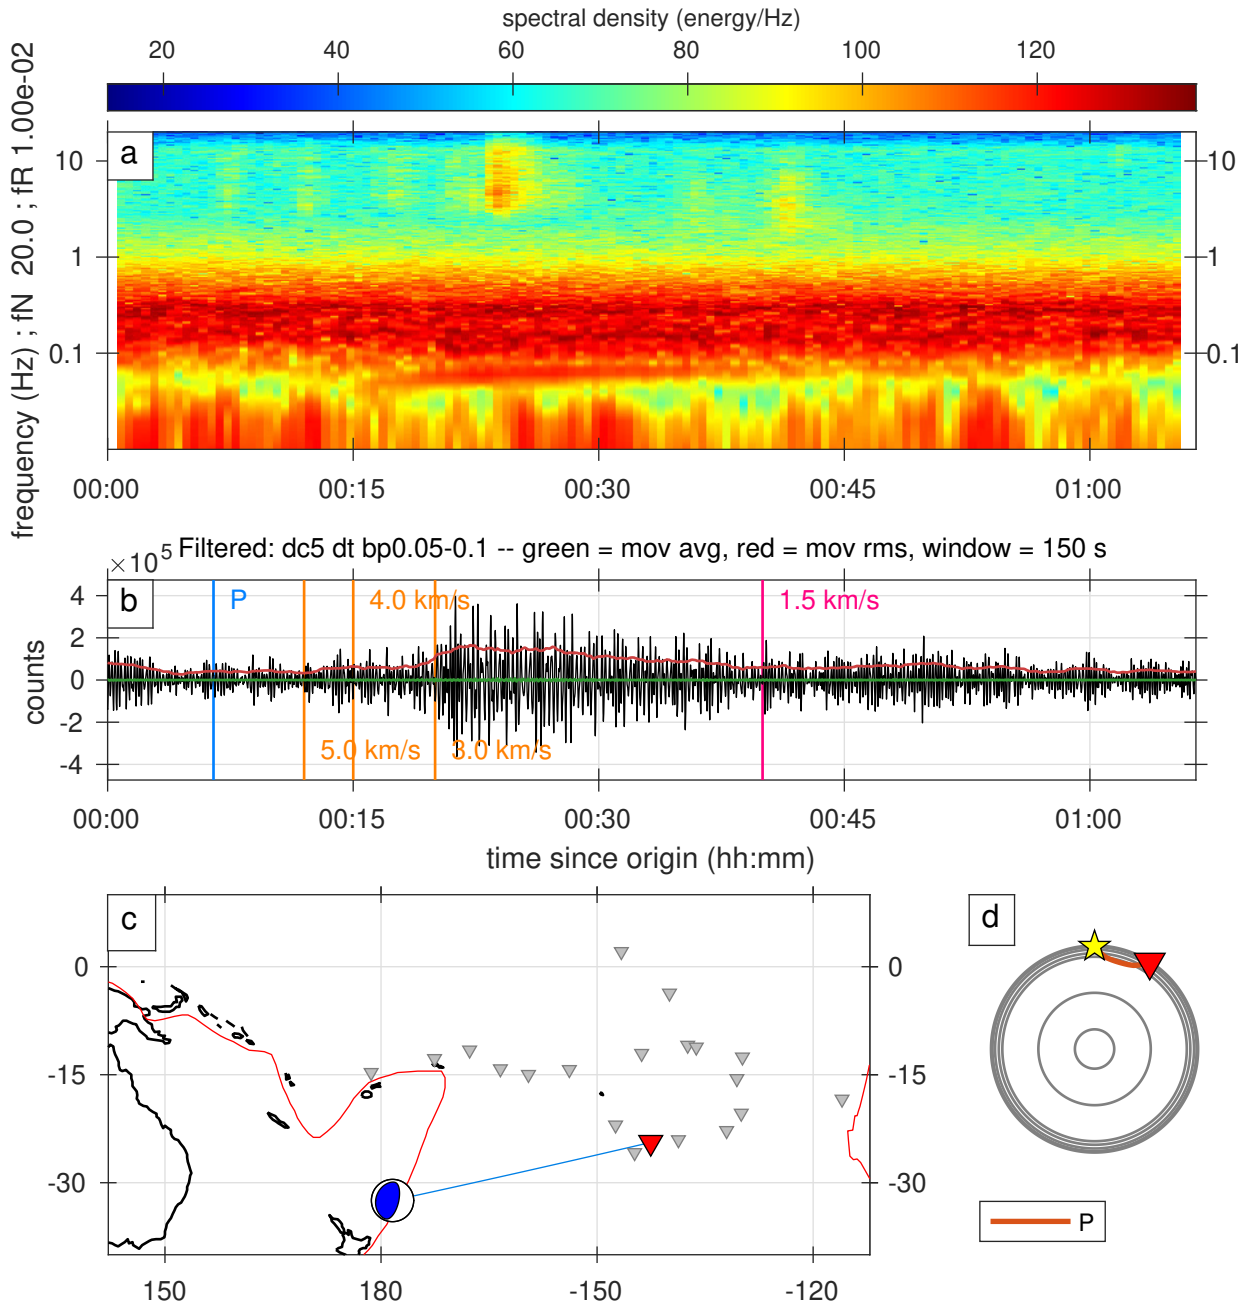 spectral density (energy/Hz)
20 40 60 80 100 120
frequency (Hz) ; fN 20.0 ; fR 1.00e-02
a
10 10
1 1
0.1 0.1
00:00 00:15 00:30 00:45 01:00
×10^5 Filtered: dc5 dt bp0.05-0.1 -- green = mov avg, red = mov rms, window = 150 s
b
counts
4
2
0
-2
-4
P 4.0 km/s 1.5 km/s
5.0 km/s 3.0 km/s
00:00 00:15 00:30 00:45 01:00
time since origin (hh:mm)
c
d
0 0
-15 -15
-30 -30
150 180 -150 -120
P